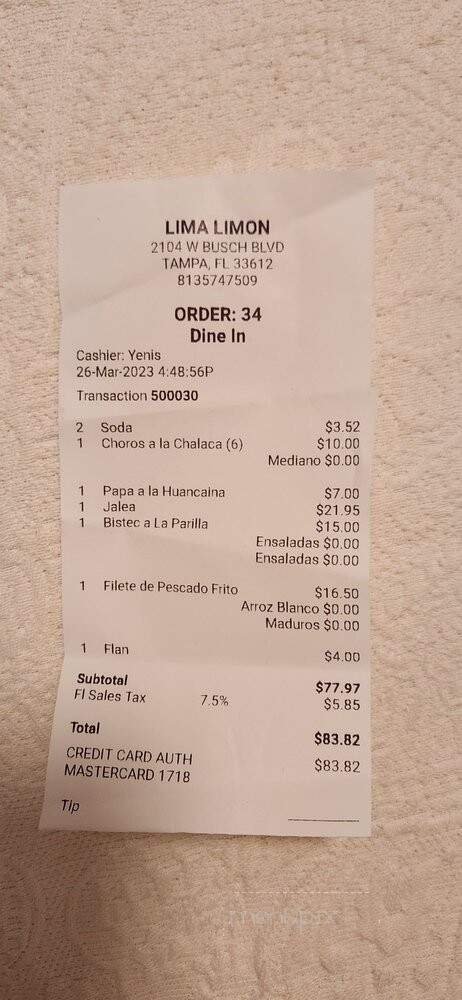 LIMA LIMON
2104 W BUSCH BLVD
TAMPA, FL 33612
8135747509
ORDER: 34
Dine In
Cashier: Yenis
26-Mar-2023 4:48:56P
Transaction 500030
2 Soda $3.52
1 Choros a la Chalaca (6) $10.00
Mediano $0.00
1 Papa a la Huancaina $7.00
1 Jalea $21.95
1 Bistec a La Parilla $15.00
Ensaladas $0.00
Ensaladas $0.00
1 Filete de Pescado Frito $16.50
Arroz Blanco $0.00
Maduros $0.00
1 Flan $4.00
Subtotal $77.97
Fl Sales Tax 7.5% $5.85
Total $83.82
CREDIT CARD AUTH $83.82
MASTERCARD 1718
Tip